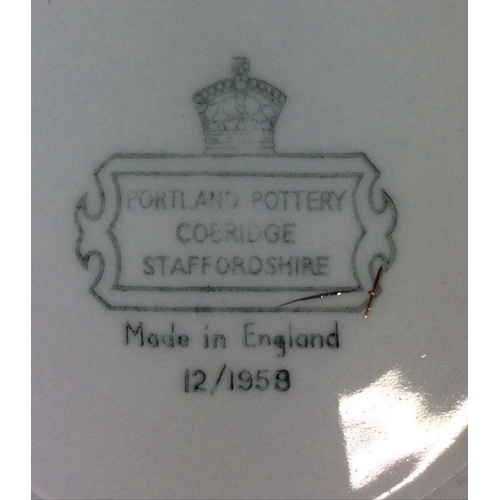 PORTLAND POTTERY
COBRIDGE
STAFFORDSHIRE
Made in England
12/1958